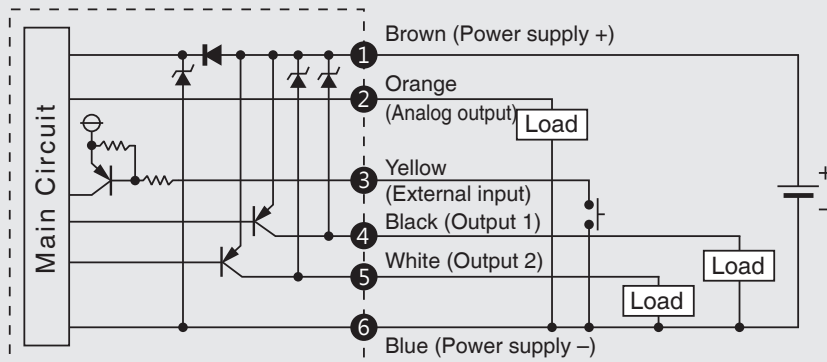 Main Circuit
1
Brown (Power supply +)
2
Orange
(Analog output)
Load
3
Yellow
(External input)
4
Black (Output 1)
5
White (Output 2)
Load
Load
6
Blue (Power supply –)
+
–